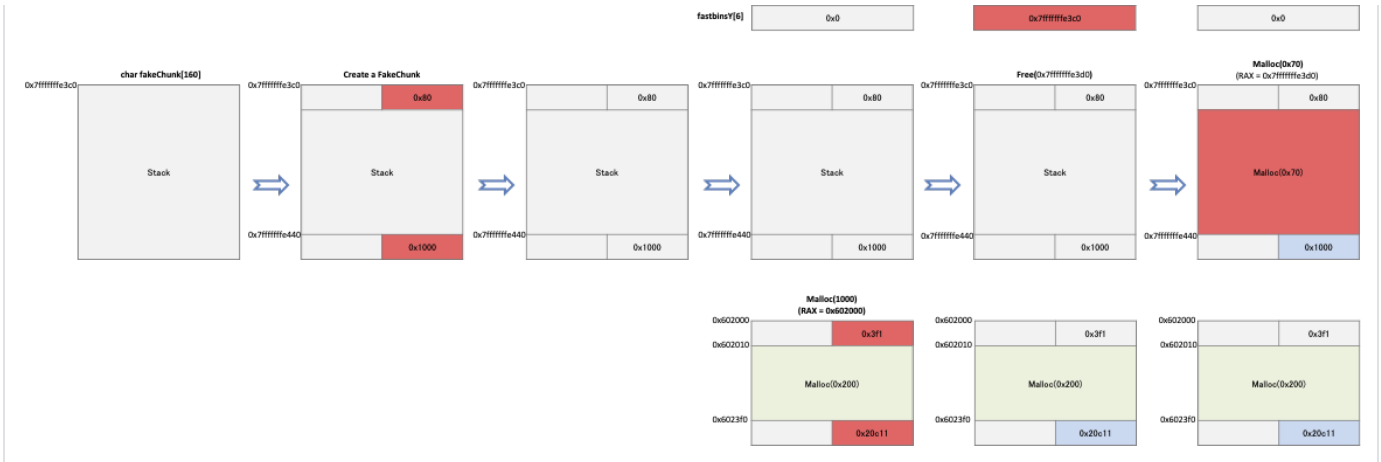 fastbinsY[6] 0x0 0x7fffffffe3c0 0x0
char fakeChunk[160] Create a FakeChunk Free(0x7fffffffe3d0) Malloc(0x70)
(RAX = 0x7fffffffe3d0)
0x7fffffffe3c0 0x7fffffffe3c0 0x80 0x7fffffffe3c0 0x80 0x7fffffffe3c0 0x80 0x7fffffffe3c0 0x80 0x7fffffffe3c0 0x80
Stack Stack Stack Stack Stack Malloc(0x70)
0x7fffffffe440 0x7fffffffe440 0x7fffffffe440 0x7fffffffe440 0x7fffffffe440
0x1000 0x1000 0x1000 0x1000 0x1000
Malloc(1000)
(RAX = 0x602000)
0x602000 0x3f1 0x602000 0x3f1 0x602000 0x3f1
0x602010 0x602010 0x602010
Malloc(0x200) Malloc(0x200) Malloc(0x200)
0x6023f0 0x6023f0 0x6023f0
0x20c11 0x20c11 0x20c11